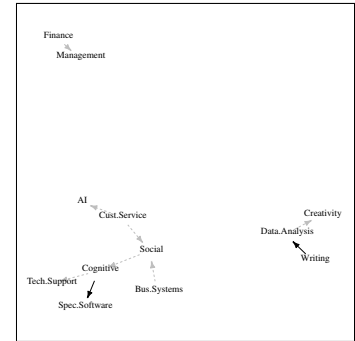 Finance
Management
AI
Cust.Service
Creativity
Data.Analysis
Social
Writing
Cognitive
Tech.Support
Bus.Systems
Spec.Software